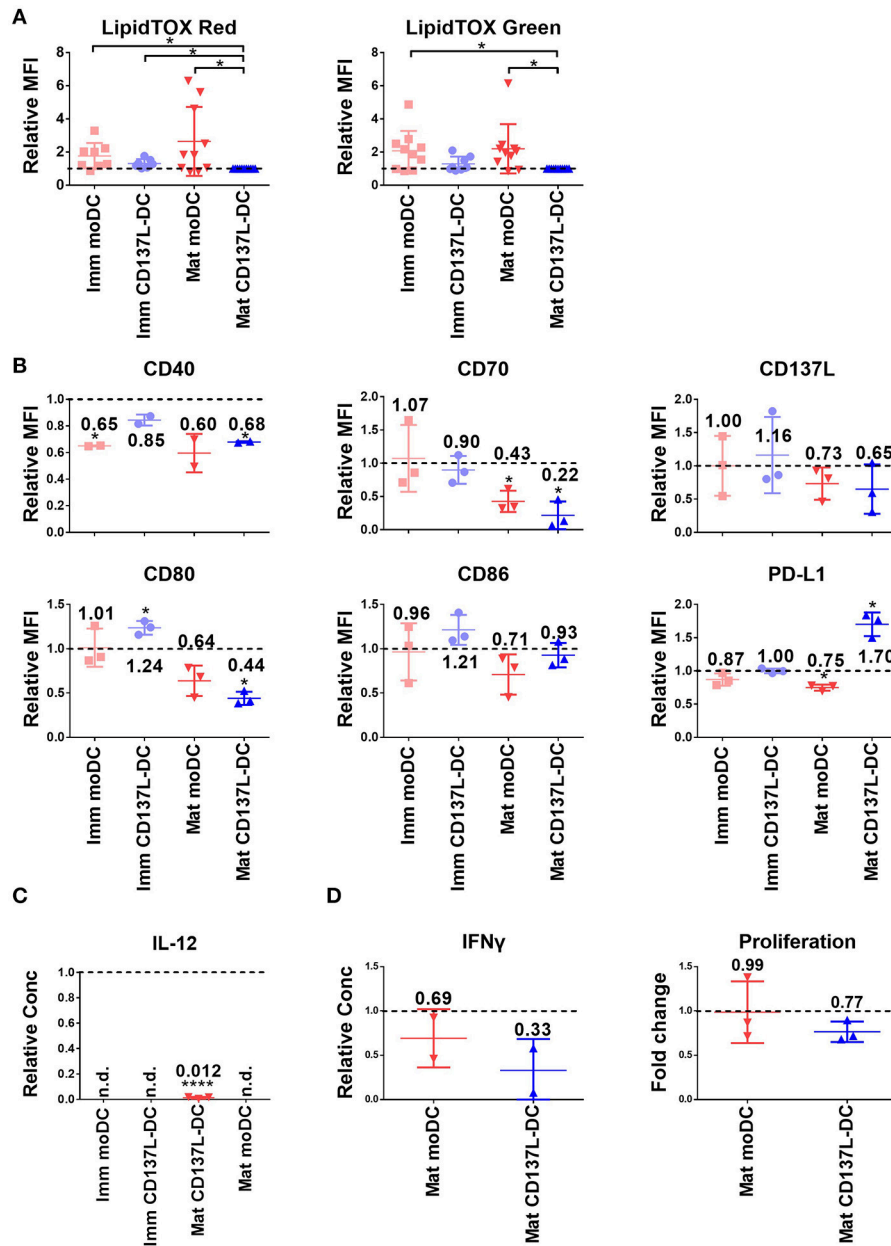 A
LipidTOX Red
*
*
*
Relative MFI
8
6
4
2
0
Imm moDC
Imm CD137L-DC
Mat moDC
Mat CD137L-DC
LipidTOX Green
*
*
Relative MFI
8
6
4
2
0
Imm moDC
Imm CD137L-DC
Mat moDC
Mat CD137L-DC
B
CD40
Relative MFI
1.0
0.8
0.6
0.4
0.2
0.0
0.65
*
0.85
0.60
0.68
*
CD70
Relative MFI
2.0
1.5
1.0
0.5
0.0
1.07
0.90
0.43
*
0.22
*
CD137L
Relative MFI
2.0
1.5
1.0
0.5
0.0
1.00
1.16
0.73
0.65
CD80
Relative MFI
1.5
1.0
0.5
0.0
1.01
*
1.24
0.64
0.44
*
Imm moDC
Imm CD137L-DC
Mat moDC
Mat CD137L-DC
CD86
Relative MFI
1.5
1.0
0.5
0.0
0.96
1.21
0.71
0.93
Imm moDC
Imm CD137L-DC
Mat moDC
Mat CD137L-DC
PD-L1
Relative MFI
2.0
1.5
1.0
0.5
0.0
0.87
1.00
0.75
*
*
1.70
Imm moDC
Imm CD137L-DC
Mat moDC
Mat CD137L-DC
C
IL-12
Relative Conc
1.0
0.8
0.6
0.4
0.2
0.0
n.d.
n.d.
0.012
****
n.d.
Imm moDC
Imm CD137L-DC
Mat CD137L-DC
Mat moDC
D
IFNγ
Relative Conc
1.5
1.0
0.5
0.0
0.69
0.33
Mat moDC
Mat CD137L-DC
Proliferation
Fold change
1.5
1.0
0.5
0.0
0.99
0.77
Mat moDC
Mat CD137L-DC